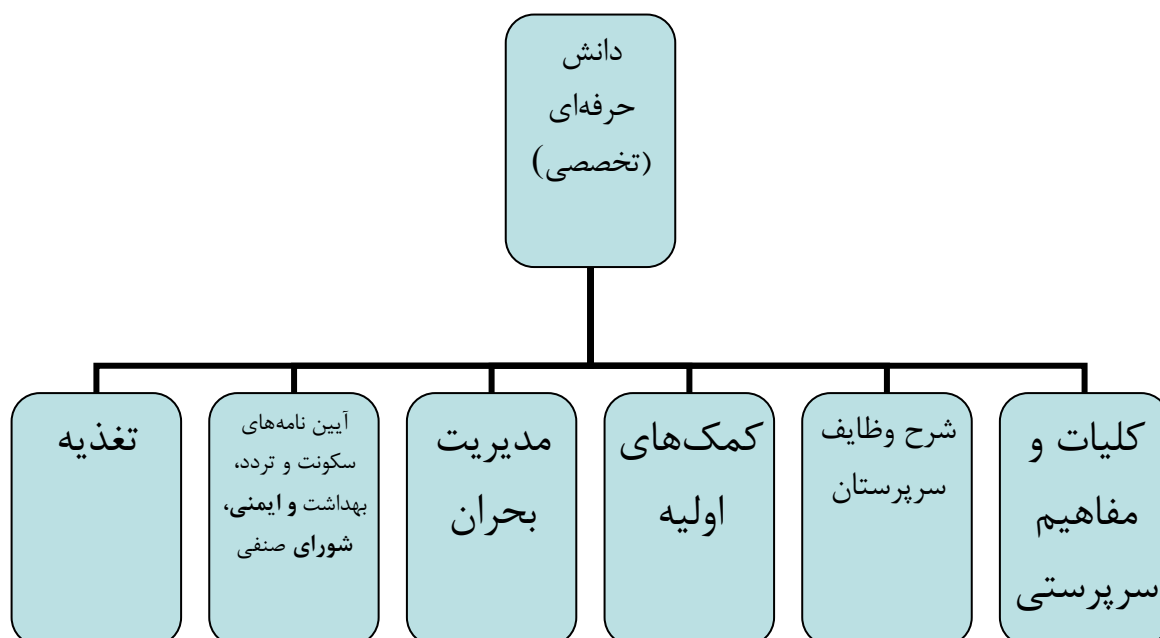 دانش
حرفه‌ای
(تخصصی)
کلیات و
مفاهیم
سرپرستی
شرح وظایف
سرپرستان
کمک‌های
اولیه
مدیریت
بحران
آیین نامه‌های
سکونت و تردد،
بهداشت و ایمنی،
شورای صنفی
تغذیه